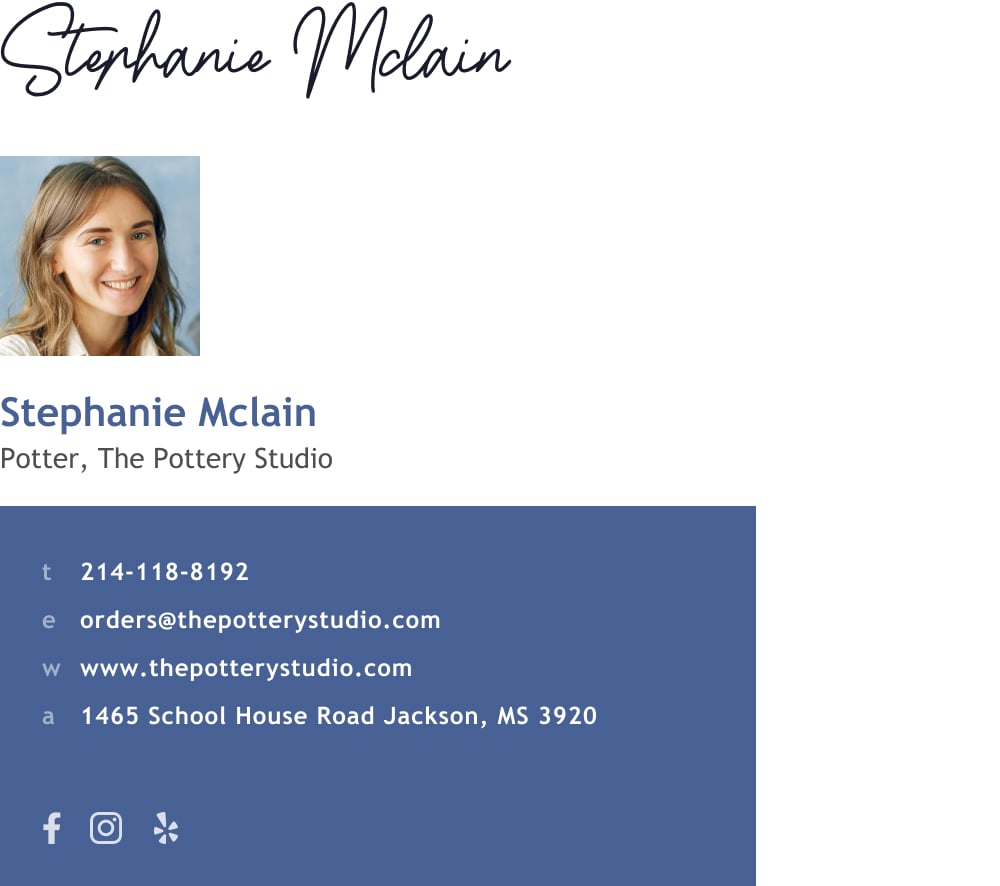 Stephanie Mclain
Stephanie Mclain
Potter, The Pottery Studio
t 214-118-8192
e orders@thepotterystudio.com
w www.thepotterystudio.com
a 1465 School House Road Jackson, MS 3920